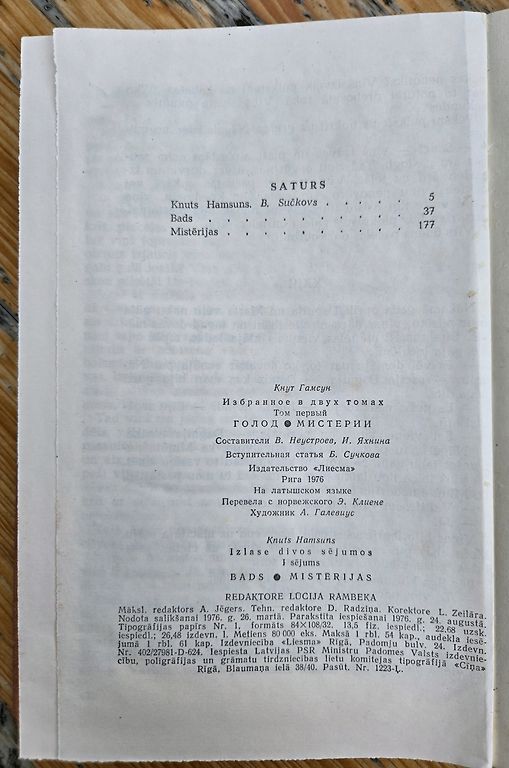 SATURS
Knuts Hamsuns. B. Sučkovs . . . . . 5
Bads . . . . . . . . . . . 37
Mistērijas . . . . . . . . . . 177
Кнут Гамсун
Избранное в двух томах
Том первый
ГОЛОД ● МИСТЕРИИ
Составители В. Неустроев, И. Яхнина
Вступительная статья Б. Сучкова
Издательство «Лиесма»
Рига 1976
На латышском языке
Перевела с норвежского Э. Клиене
Художник А. Галевиус
Knuts Hamsuns
Izlase divos sējumos
I sējums
BADS ● MISTERIJAS
REDAKTORE LŪCIJA RAMBEKA
Māksl. redaktors A. Jēgers. Tehn. redaktore D. Radziņa. Korektore L. Zeilāra.
Nodota salikšanai 1976. g. 26. martā. Parakstīta iespiešanai 1976. g. 24. augustā.
Tipogrāfijas papīrs Nr. 1. formāts 84×108/32. 13,5 fiz. iespiedl.; 22,68 uzsk.
iespiedl.; 26,48 izdevn. l. Metiens 80 000 eks. Maksā 1 rbl. 54 kap., audekla iesē-
jumā 1 rbl. 61 kap. Izdevniecība «Liesma» Rīgā, Padomju bulv. 24. Izdevn.
Nr. 402/27981-D-624. Iespiesta Latvijas PSR Ministru Padomes Valsts izdevnie-
cību, poligrāfijas un grāmatu tirdzniecības lietu komitejas tipogrāfijā «Cīņa»
Rīgā, Blaumaņa ielā 38/40. Pasūt. Nr. 1223-Ļ.